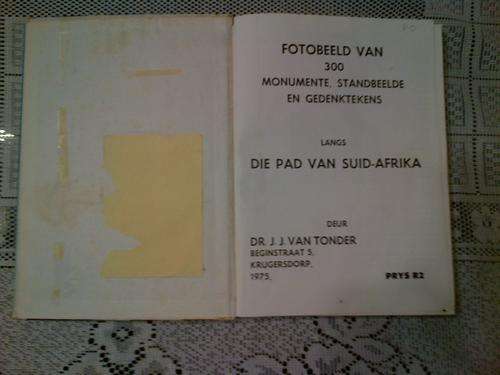 FOTOBEELD VAN
300
MONUMENTE, STANDBEELDE
EN GEDENKTEKENS
LANGS
DIE PAD VAN SUID-AFRIKA
DEUR
DR. J. J. VAN TONDER
BEGINSTRAAT 5,
KRUGERSDORP.
1975.
PRYS R2